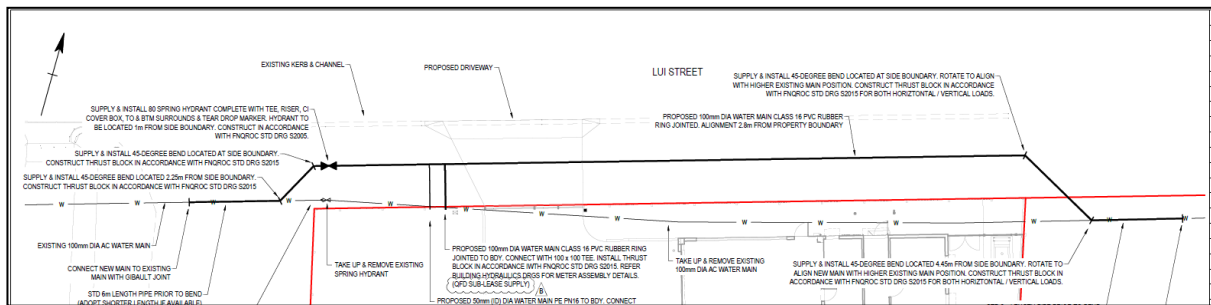 EXISTING KERB & CHANNEL
PROPOSED DRIVEWAY
LUI STREET
SUPPLY & INSTALL 45-DEGREE BEND LOCATED AT SIDE BOUNDARY. ROTATE TO ALIGN
WITH HIGHER EXISTING MAIN POSITION. CONSTRUCT THRUST BLOCK IN ACCORDANCE
WITH FNQROC STD DRG S2015 FOR BOTH HORIZTONTAL / VERTICAL LOADS.
SUPPLY & INSTALL 80 SPRING HYDRANT COMPLETE WITH TEE, RISER, CI
COVER BOX, TO & BTM SURROUNDS & TEAR DROP MARKER. HYDRANT TO
BE LOCATED 1m FROM SIDE BOUNDARY. CONSTRUCT IN ACCORDANCE
WITH FNQROC STD DRG S2005.
PROPOSED 100mm DIA WATER MAIN CLASS 16 PVC RUBBER
RING JOINTED. ALIGNMENT 2.8m FROM PROPERTY BOUNDARY
SUPPLY & INSTALL 45-DEGREE BEND LOCATED AT SIDE BOUNDARY.
CONSTRUCT THRUST BLOCK IN ACCORDANCE WITH FNQROC STD DRG S2015
SUPPLY & INSTALL 45-DEGREE BEND LOCATED 2.25m FROM SIDE BOUNDARY.
CONSTRUCT THRUST BLOCK IN ACCORDANCE WITH FNQROC STD DRG S2015
W W W W W W W W W W W W
EXISTING 100mm DIA AC WATER MAIN
CONNECT NEW MAIN TO EXISTING
MAIN WITH GIBAULT JOINT
STD 6m LENGTH PIPE PRIOR TO BEND
(ADOPT SHORTER LENGTH IF AVAILABLE)
TAKE UP & REMOVE EXISTING
SPRING HYDRANT
PROPOSED 100mm DIA WATER MAIN CLASS 16 PVC RUBBER RING
JOINTED TO BDY. CONNECT WITH 100 x 100 TEE. INSTALL THRUST
BLOCK IN ACCORDANCE IWTH FNQROC STD DRG S2015. REFER
BUILDING HYDRAULICS DRGS FOR METER ASSEMBLY DETAILS.
(QFD SUB-LEASE SUPPLY)
B
PROPOSED 50mm (ID) DIA WATER MAIN PE PN16 TO BDY. CONNECT
TAKE UP & REMOVE EXISTING
100mm DIA AC WATER MAIN
SUPPLY & INSTALL 45-DEGREE BEND LOCATED 4.45m FROM SIDE BOUNDARY. ROTATE TO
ALIGN NEW MAIN WITH HIGHER EXISTING MAIN POSITION. CONSTRUCT THRUST BLOCK IN
ACCORDANCE WITH FNQROC STD DRG S2015 FOR BOTH HORIZTONTAL / VERTICAL LOADS.